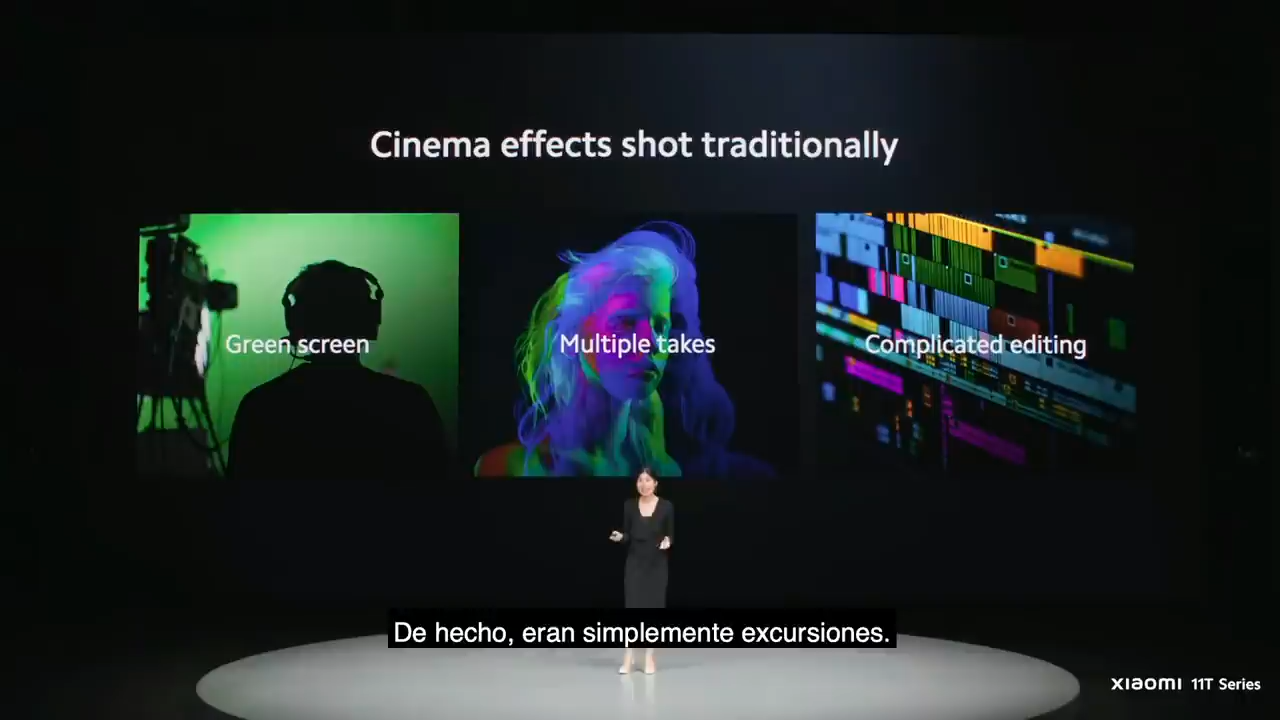 Cinema effects shot traditionally
Green screen
Multiple takes
Complicated editing
De hecho, eran simplemente excursiones.
xiaomi 11T Series